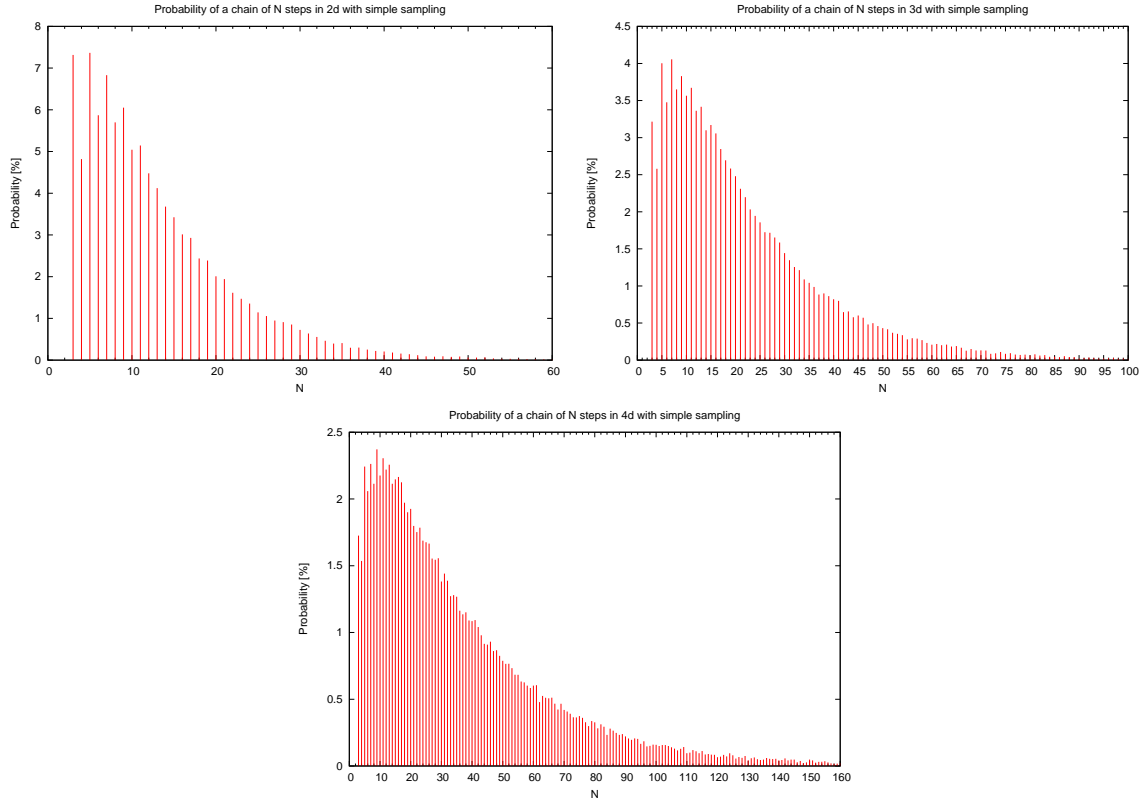 Probability of a chain of N steps in 2d with simple sampling
8
7
6
5
4
3
2
1
0
Probability [%]
0 10 20 30 40 50 60
N
Probability of a chain of N steps in 3d with simple sampling
4.5
4
3.5
3
2.5
2
1.5
1
0.5
0
Probability [%]
0 5 10 15 20 25 30 35 40 45 50 55 60 65 70 75 80 85 90 95 100
N
Probability of a chain of N steps in 4d with simple sampling
2.5
2
1.5
1
0.5
0
Probability [%]
0 10 20 30 40 50 60 70 80 90 100 110 120 130 140 150 160
N